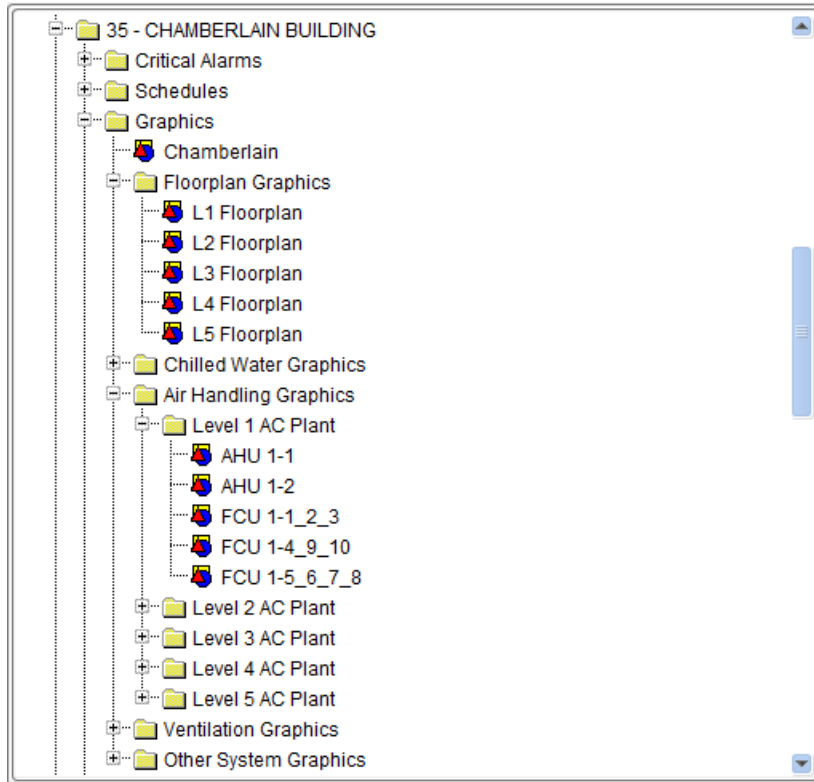 35 - CHAMBERLAIN BUILDING
Critical Alarms
Schedules
Graphics
Chamberlain
Floorplan Graphics
L1 Floorplan
L2 Floorplan
L3 Floorplan
L4 Floorplan
L5 Floorplan
Chilled Water Graphics
Air Handling Graphics
Level 1 AC Plant
AHU 1-1
AHU 1-2
FCU 1-1_2_3
FCU 1-4_9_10
FCU 1-5_6_7_8
Level 2 AC Plant
Level 3 AC Plant
Level 4 AC Plant
Level 5 AC Plant
Ventilation Graphics
Other System Graphics